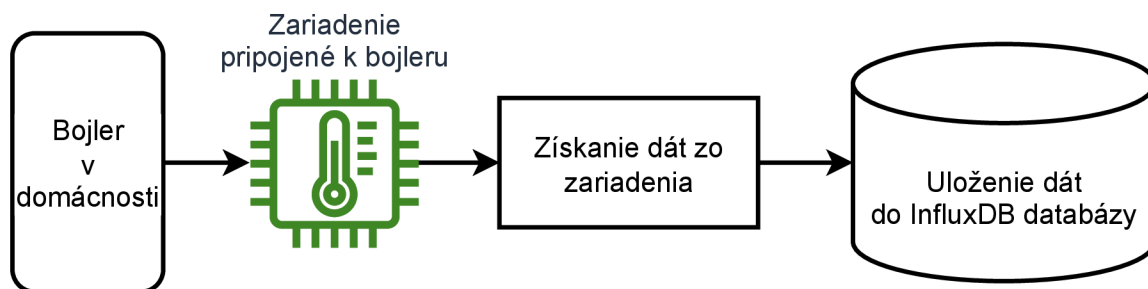 Bojler
v
domácnosti
Zariadenie
pripojené k bojleru
Získanie dát zo
zariadenia
Uloženie dát
do InfluxDB databázy